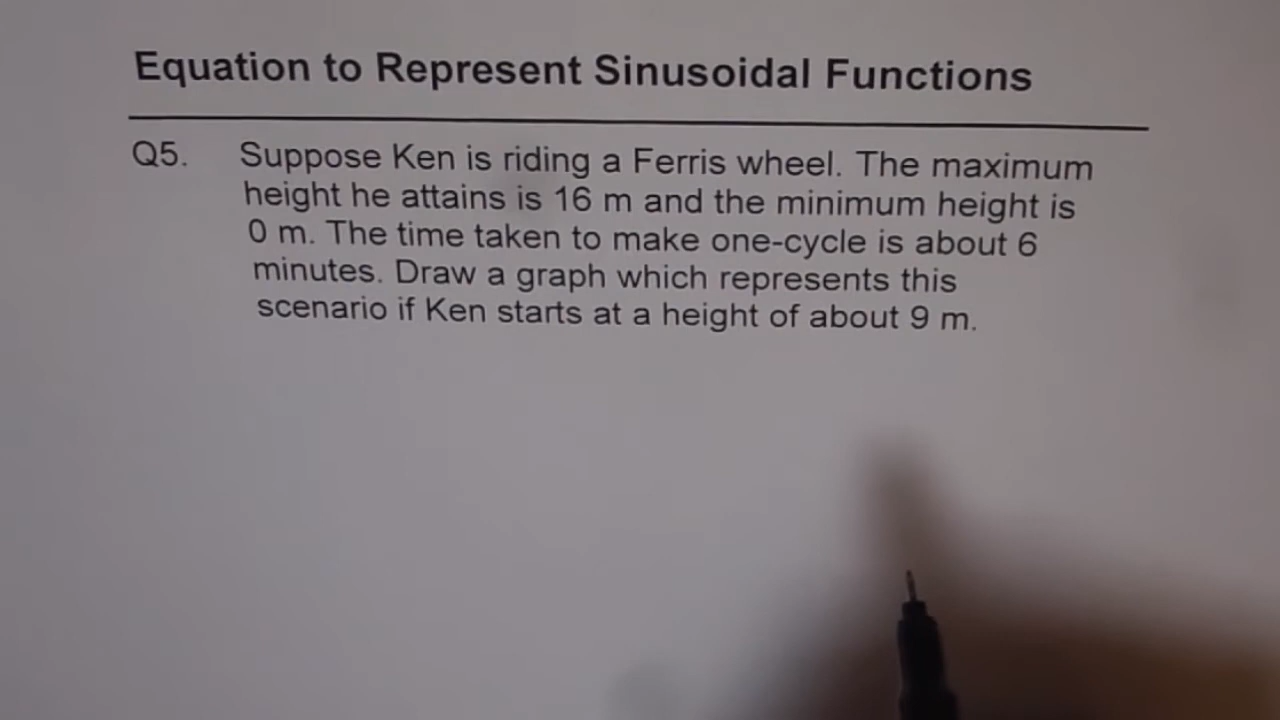 Equation to Represent Sinusoidal Functions
Q5. Suppose Ken is riding a Ferris wheel. The maximum
height he attains is 16 m and the minimum height is
0 m. The time taken to make one-cycle is about 6
minutes. Draw a graph which represents this
scenario if Ken starts at a height of about 9 m.